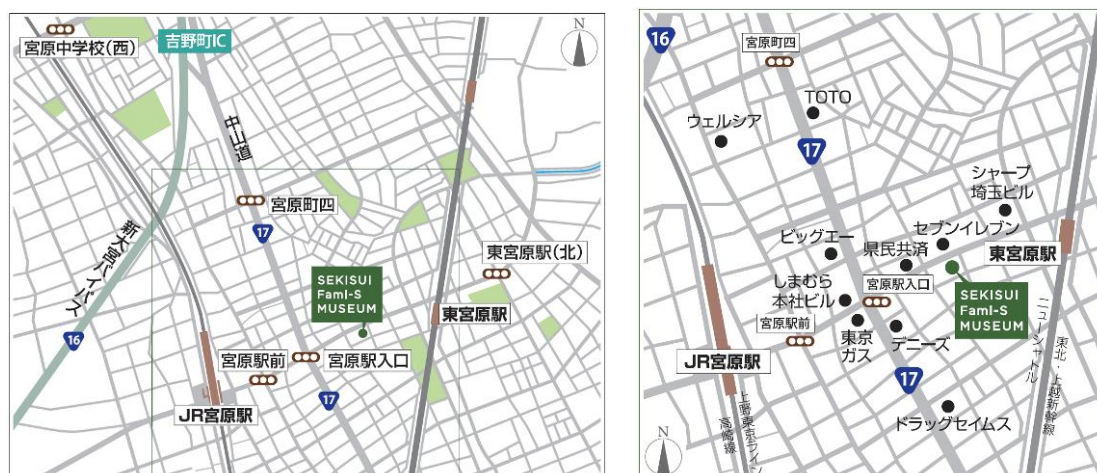 宮原中学校(西)
吉野町IC
N
中山道
宮原町四
17
新大宮バイパス
16
東宮原駅(北)
SEKISUI
FamI-S
MUSEUM
東宮原駅
宮原駅前
宮原駅入口
17
JR宮原駅
16
宮原町四
N
TOTO
ウェルシア
17
シャープ
埼玉ビル
セブンイレブン
ビッグエー
県民共済
東宮原駅
しまむら
本社ビル
宮原駅入口
SEKISUI
FamI-S
MUSEUM
宮原駅前
東京
ガス
デニーズ
JR宮原駅
17
ニューシャトル
東北・上越新幹線
上野東京ライン
高崎線
ドラッグセイムス
N